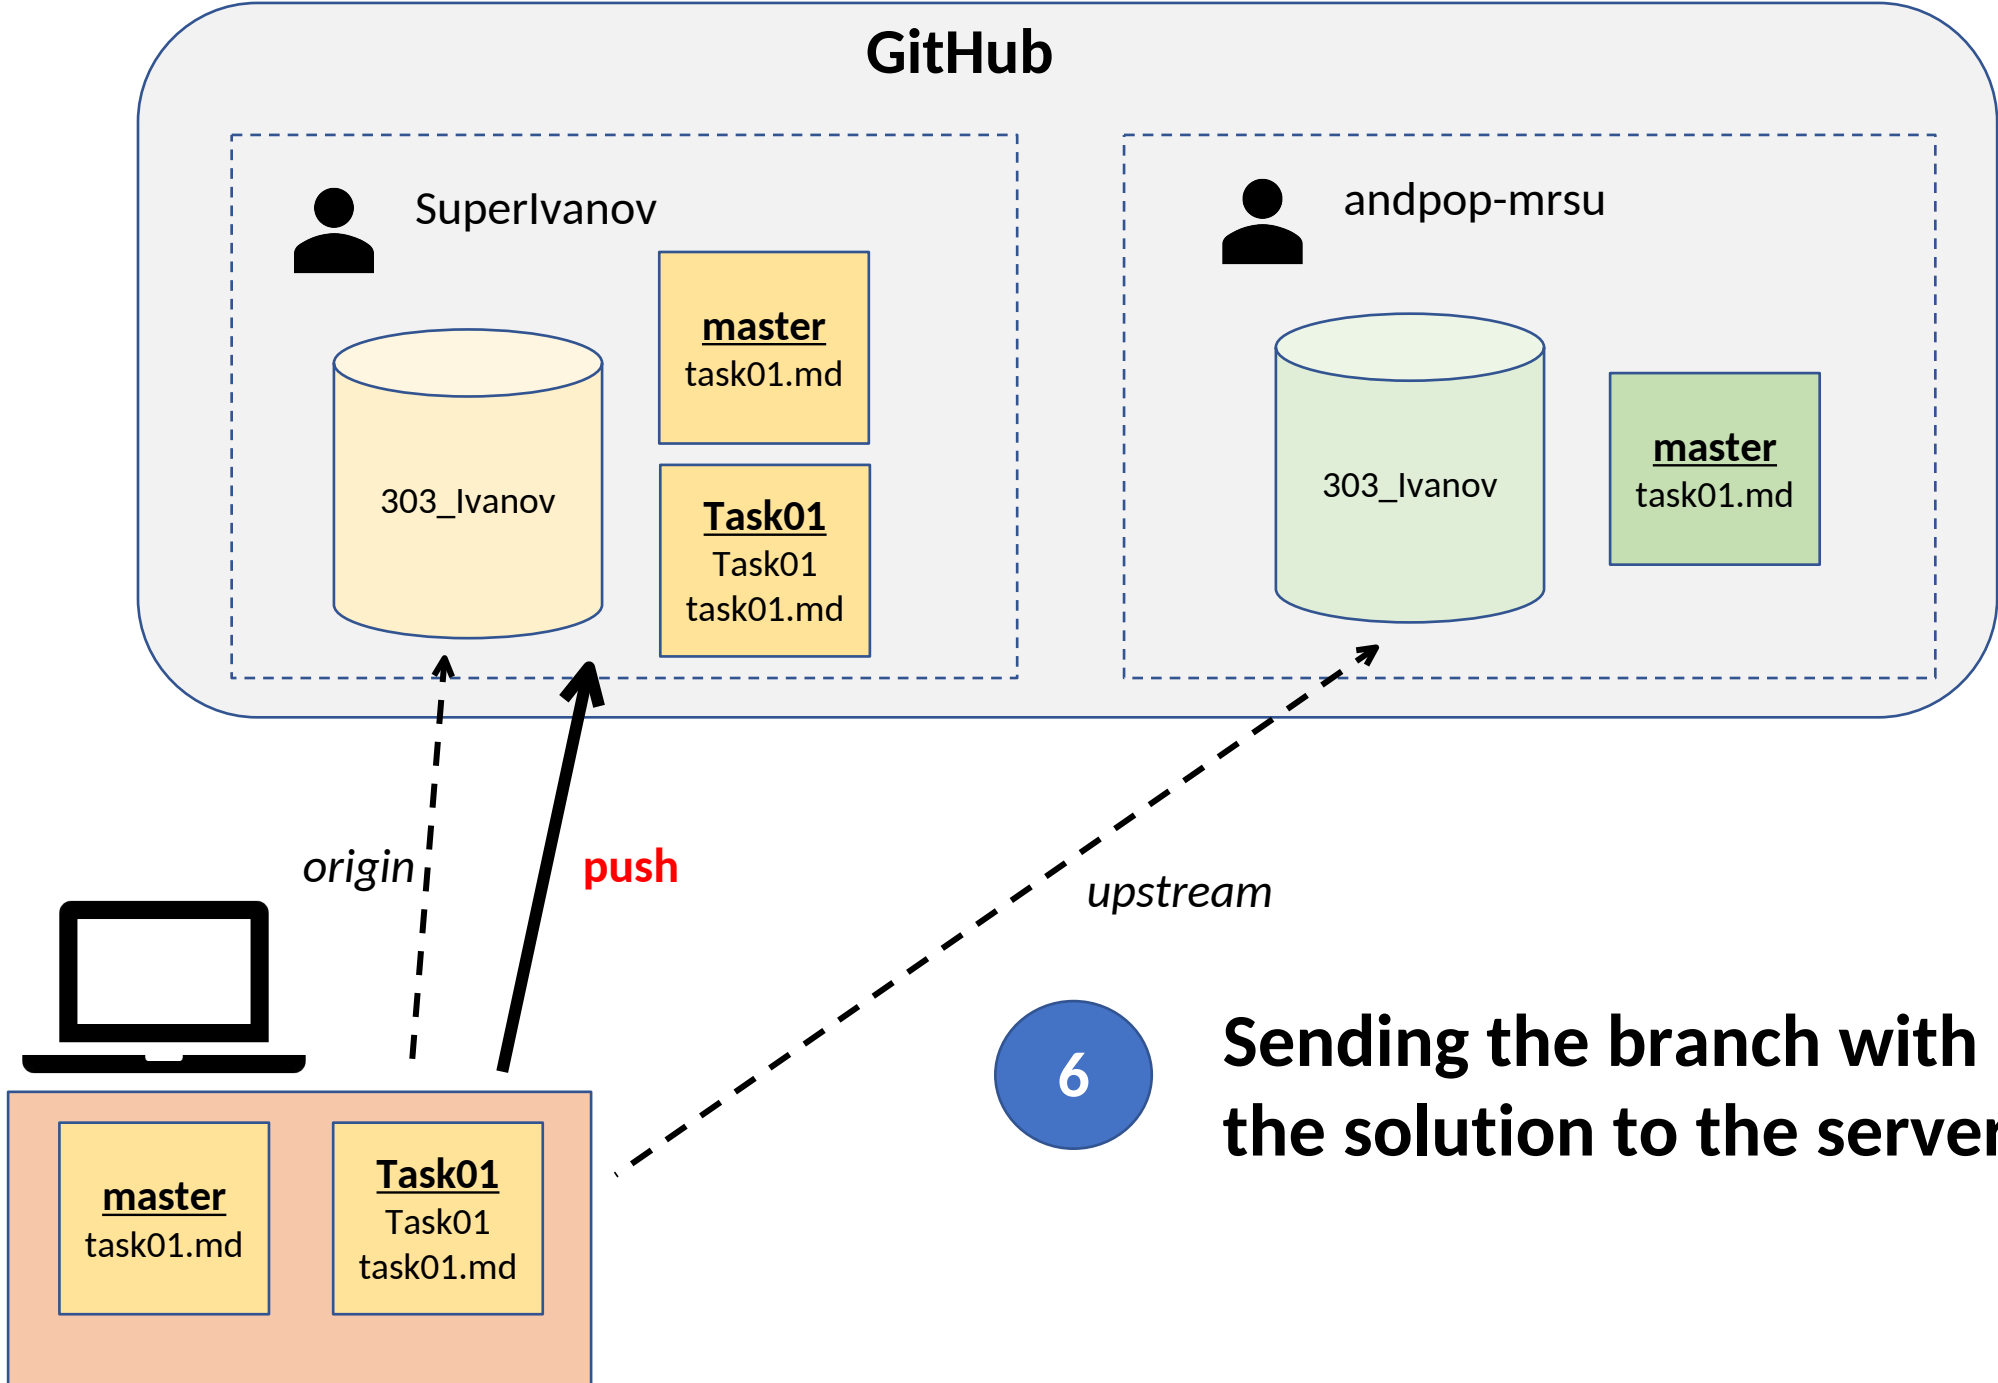 GitHub
SuperIvanov
master
task01.md
303_Ivanov
Task01
Task01
task01.md
andpop-mrsu
303_Ivanov
master
task01.md
origin
push
upstream
6
Sending the branch with
the solution to the server
master
task01.md
Task01
Task01
task01.md